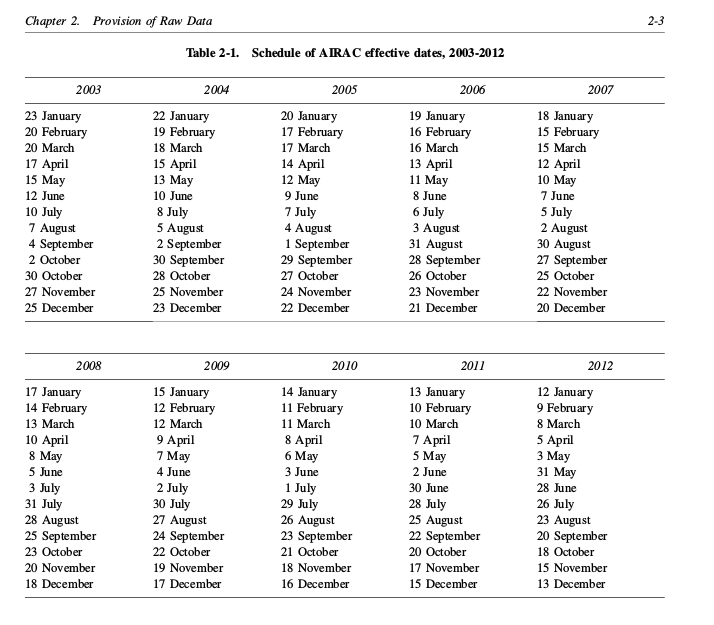 Chapter 2. Provision of Raw Data 2-3
Table 2-1. Schedule of AIRAC effective dates, 2003-2012
2003 2004 2005 2006 2007
23 January 22 January 20 January 19 January 18 January
20 February 19 February 17 February 16 February 15 February
20 March 18 March 17 March 16 March 15 March
17 April 15 April 14 April 13 April 12 April
15 May 13 May 12 May 11 May 10 May
12 June 10 June 9 June 8 June 7 June
10 July 8 July 7 July 6 July 5 July
7 August 5 August 4 August 3 August 2 August
4 September 2 September 1 September 31 August 30 August
2 October 30 September 29 September 28 September 27 September
30 October 28 October 27 October 26 October 25 October
27 November 25 November 24 November 23 November 22 November
25 December 23 December 22 December 21 December 20 December
2008 2009 2010 2011 2012
17 January 15 January 14 January 13 January 12 January
14 February 12 February 11 February 10 February 9 February
13 March 12 March 11 March 10 March 8 March
10 April 9 April 8 April 7 April 5 April
8 May 7 May 6 May 5 May 3 May
5 June 4 June 3 June 2 June 31 May
3 July 2 July 1 July 30 June 28 June
31 July 30 July 29 July 28 July 26 July
28 August 27 August 26 August 25 August 23 August
25 September 24 September 23 September 22 September 20 September
23 October 22 October 21 October 20 October 18 October
20 November 19 November 18 November 17 November 15 November
18 December 17 December 16 December 15 December 13 December